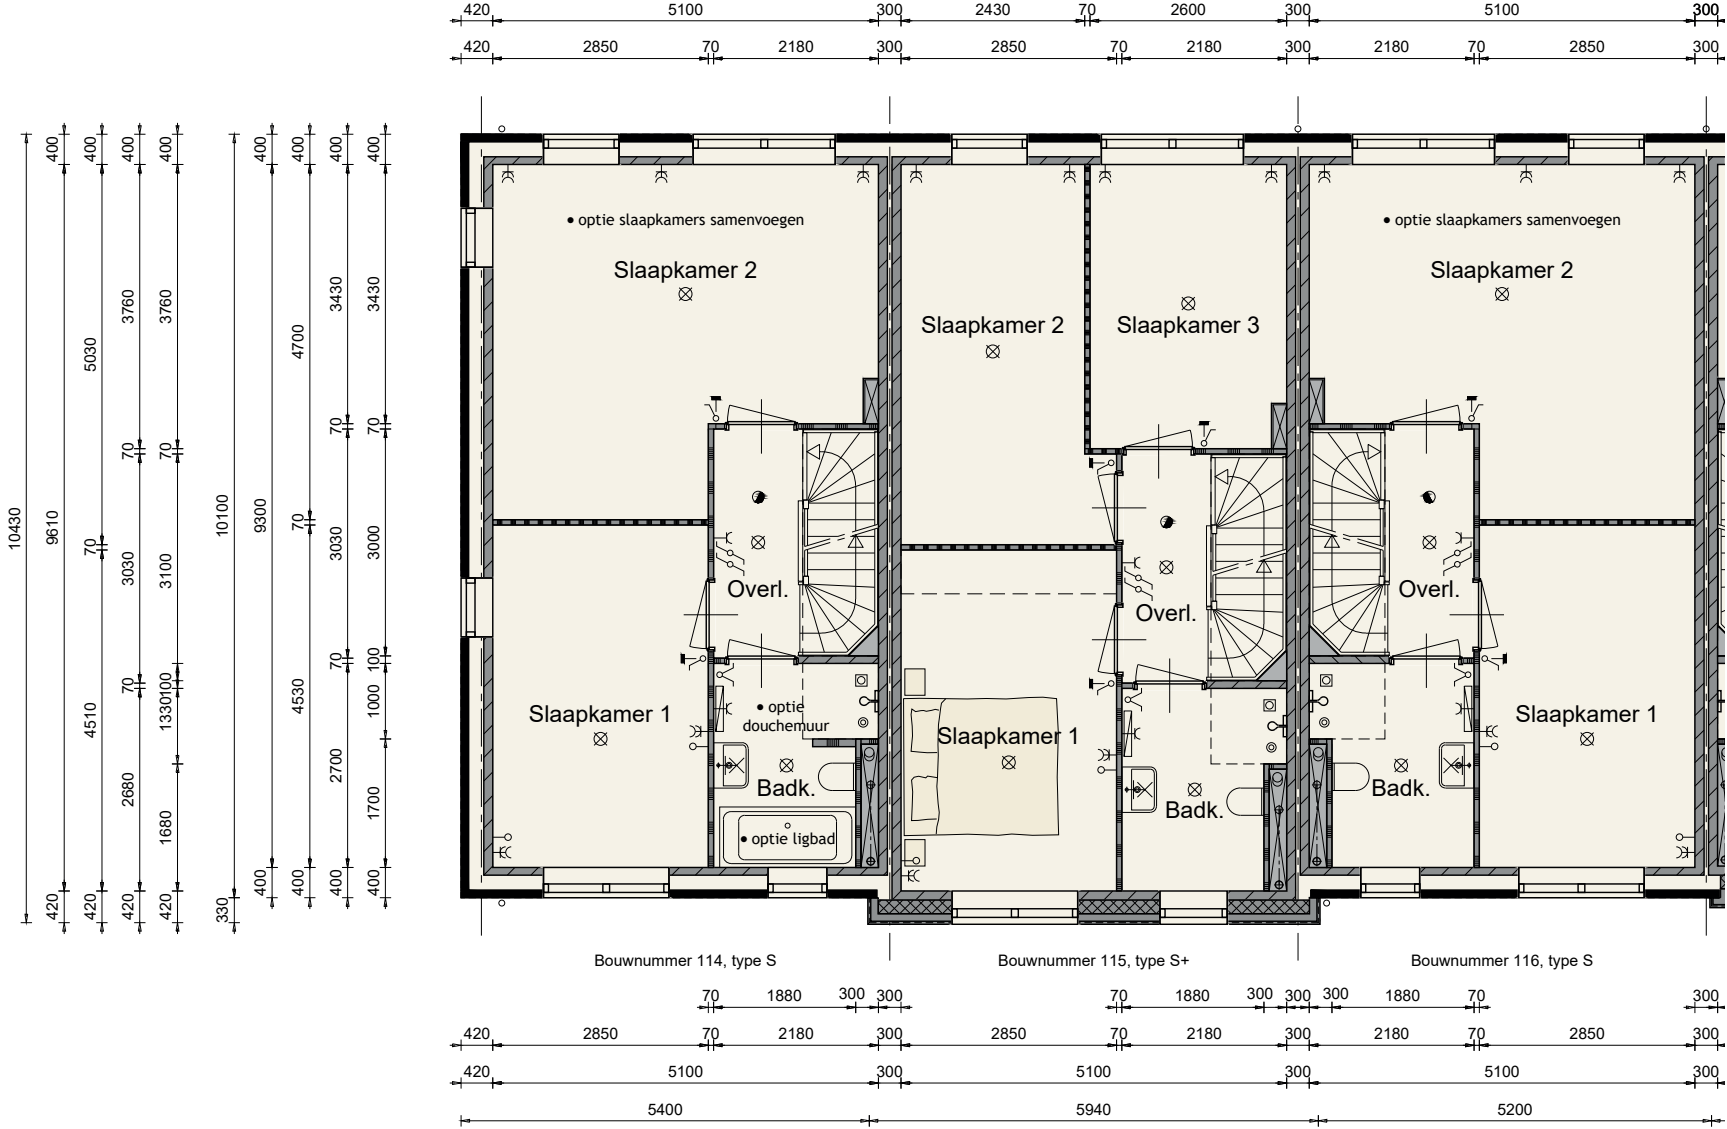 420 5100 300 2430 70 2600 300 5100 300
420 2850 70 2180 300 2850 70 2180 300 2180 70 2850 300
10430
400 9610 420
400 5030 70 4510 420
400 3760 70 3030 70 2680 420
400 3760 70 3100 100 1330 1680 420
10100 330
400 9300 400
400 4700 70 4530 400
400 3430 70 3030 70 2700 400
400 3430 70 3000 100 1000 1700 400
• optie slaapkamers samenvoegen
Slaapkamer 2
Overl.
Slaapkamer 1
• optie
douchemuur
Badk.
• optie ligbad
Slaapkamer 2
Slaapkamer 3
Overl.
Slaapkamer 1
Badk.
• optie slaapkamers samenvoegen
Slaapkamer 2
Overl.
Slaapkamer 1
Badk.
Bouwnummer 114, type S
Bouwnummer 115, type S+
Bouwnummer 116, type S
70 1880 300 300 70 1880 300 300 300 1880 70 300
420 2850 70 2180 300 2850 70 2180 300 2180 70 2850 300
420 5100 300 5100 300 5100 300
5400 5940 5200